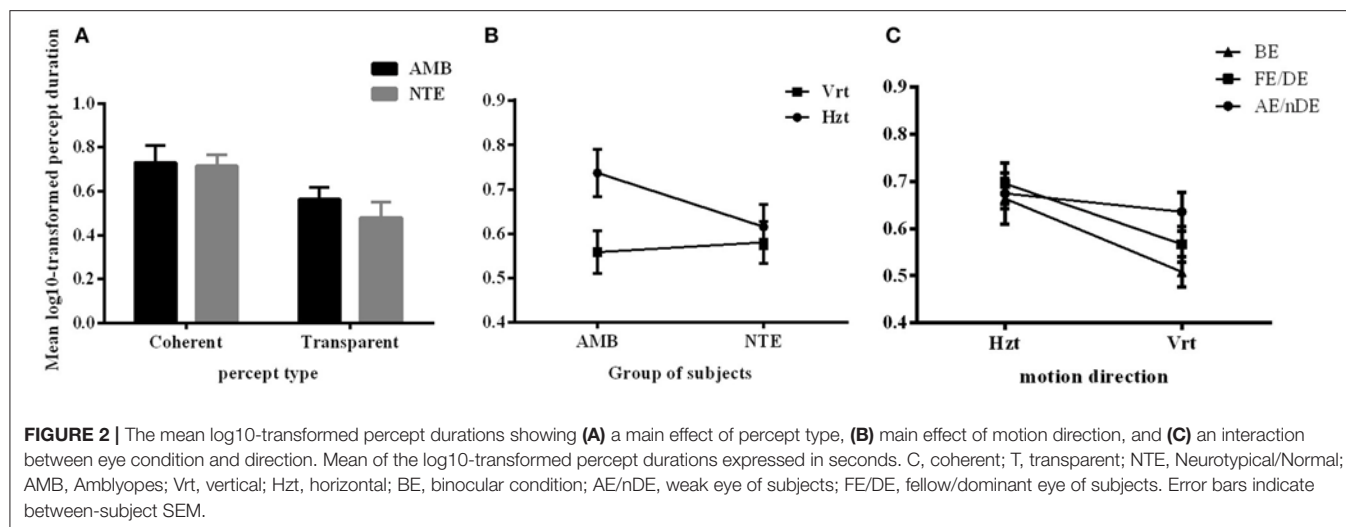 A
AMB
NTE
Mean log10-transformed percept duration
1.0
0.8
0.6
0.4
0.2
0.0
Coherent Transparent
percept type
B
Vrt
Hzt
0.9
0.8
0.7
0.6
0.5
0.4
AMB NTE
Group of subjects
C
BE
FE/DE
AE/nDE
0.9
0.8
0.7
0.6
0.5
0.4
Hzt Vrt
motion direction
FIGURE 2 | The mean log10-transformed percept durations showing (A) a main effect of percept type, (B) main effect of motion direction, and (C) an interaction
between eye condition and direction. Mean of the log10-transformed percept durations expressed in seconds. C, coherent; T, transparent; NTE, Neurotypical/Normal;
AMB, Amblyopes; Vrt, vertical; Hzt, horizontal; BE, binocular condition; AE/nDE, weak eye of subjects; FE/DE, fellow/dominant eye of subjects. Error bars indicate
between-subject SEM.